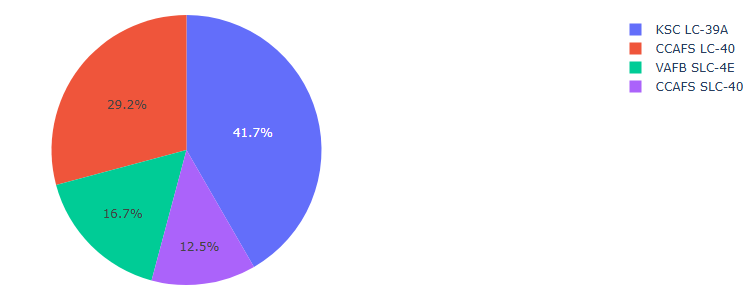 KSC LC-39A
CCAFS LC-40
VAFB SLC-4E
CCAFS SLC-40
29.2%
41.7%
16.7%
12.5%